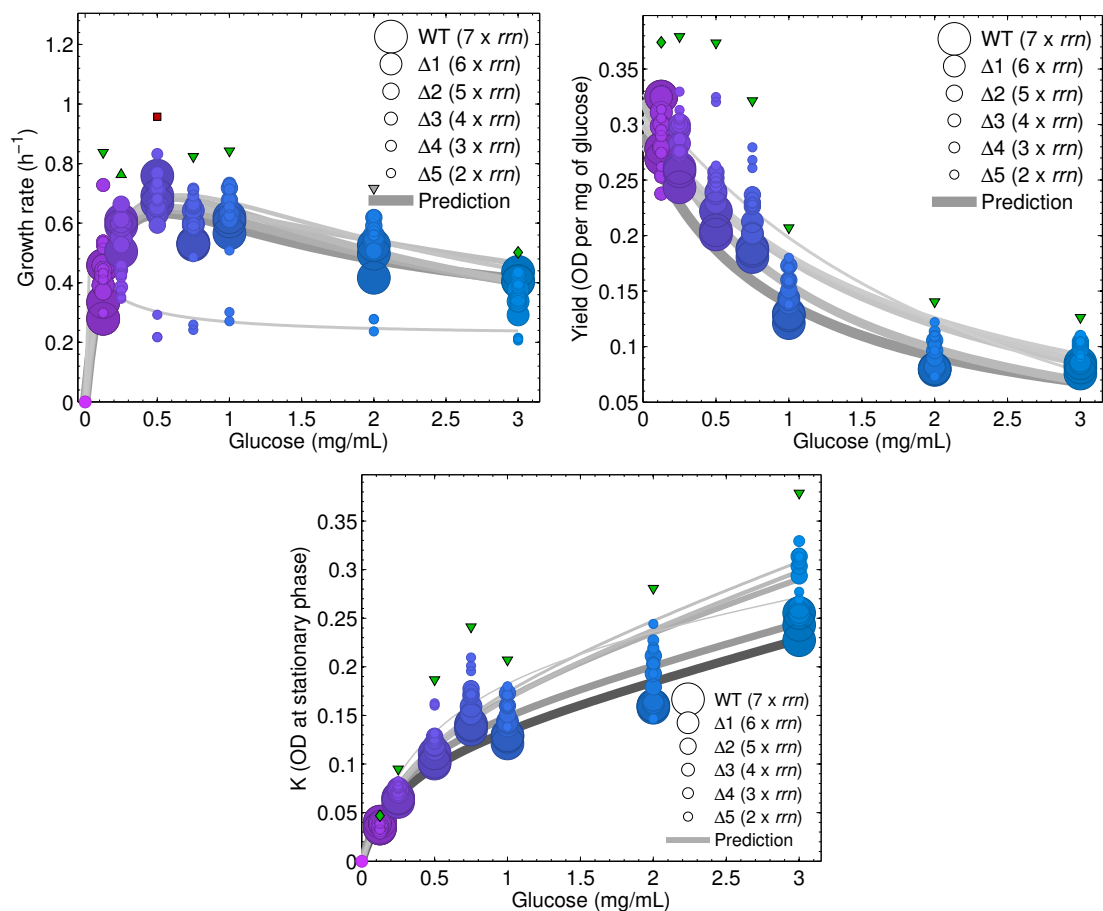 Growth rate (h⁻¹)
1.2
1
0.8
0.6
0.4
0.2
0
0 0.5 1 1.5 2 2.5 3
Glucose (mg/mL)
WT (7 x rrn)
Δ1 (6 x rrn)
Δ2 (5 x rrn)
Δ3 (4 x rrn)
Δ4 (3 x rrn)
Δ5 (2 x rrn)
Prediction
Yield (OD per mg of glucose)
0.35
0.3
0.25
0.2
0.15
0.1
0.05
0 0.5 1 1.5 2 2.5 3
Glucose (mg/mL)
WT (7 x rrn)
Δ1 (6 x rrn)
Δ2 (5 x rrn)
Δ3 (4 x rrn)
Δ4 (3 x rrn)
Δ5 (2 x rrn)
Prediction
K (OD at stationary phase)
0.35
0.3
0.25
0.2
0.15
0.1
0.05
0
0 0.5 1 1.5 2 2.5 3
Glucose (mg/mL)
WT (7 x rrn)
Δ1 (6 x rrn)
Δ2 (5 x rrn)
Δ3 (4 x rrn)
Δ4 (3 x rrn)
Δ5 (2 x rrn)
Prediction